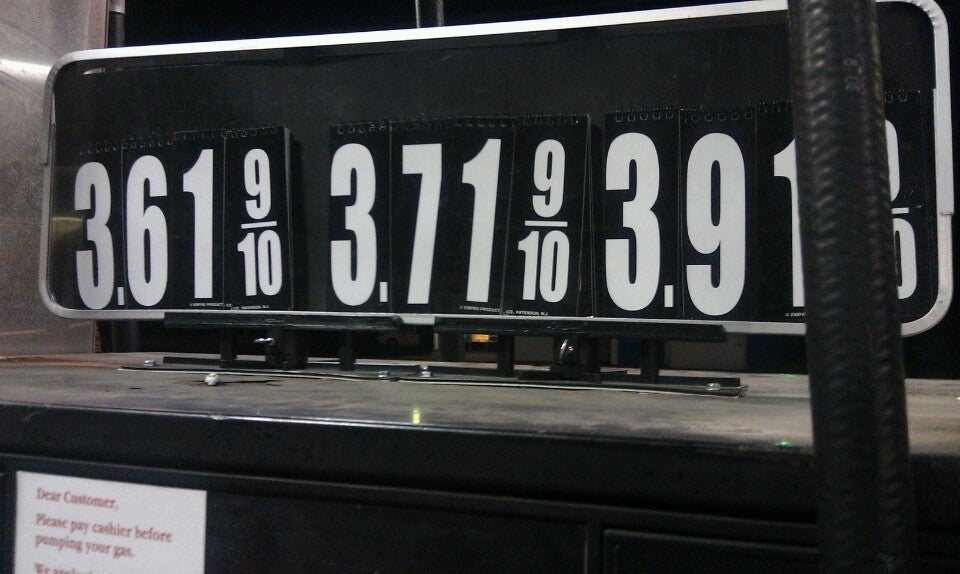 3.61 9/10 3.71 9/10 3.91
Dear Customer,
Please pay cashier before
pumping your gas.